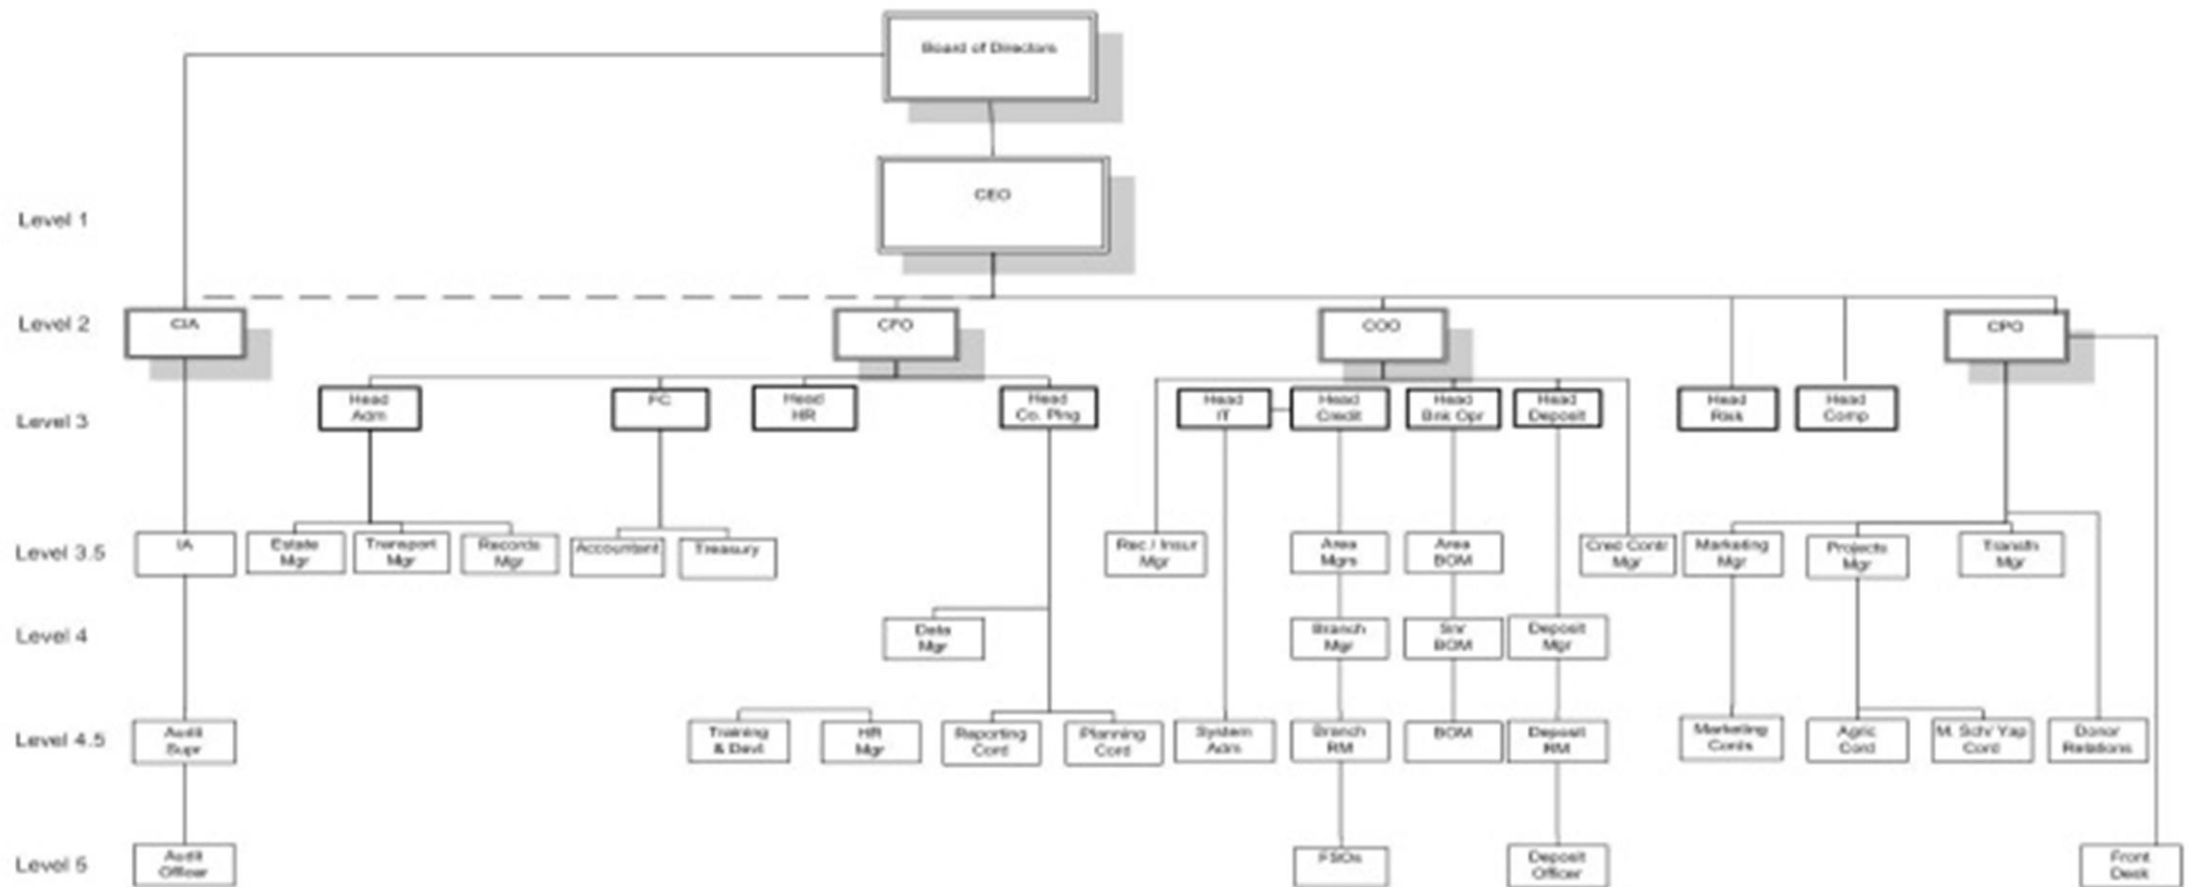 Board of Directors
CEO
Level 1
Level 2
CIA
CFO
COO
CPO
Level 3
Head
Adm
FC
Head
HR
Head
Co. Plng
Head
IT
Head
Credit
Head
Bnk Opr
Head
Deposit
Head
Risk
Head
Comp
Level 3.5
IA
Estate
Mgr
Transport
Mgr
Records
Mgr
Accountant
Treasury
Rec./ Insur
Mgr
Area
Mgrs
Area
BOM
Cred Contr
Mgr
Marketing
Mgr
Projects
Mgr
Transfn
Mgr
Level 4
Data
Mgr
Branch
Mgr
Snr
BOM
Deposit
Mgr
Level 4.5
Audit
Supr
Training
& Devt
HR
Mgr
Reporting
Cord
Planning
Cord
System
Adm
Branch
RM
BOM
Deposit
RM
Marketing
Cords
Agric
Cord
M. Sch/ Yap
Cord
Donor
Relations
Level 5
Audit
Officer
FSOs
Deposit
Officer
Front
Desk